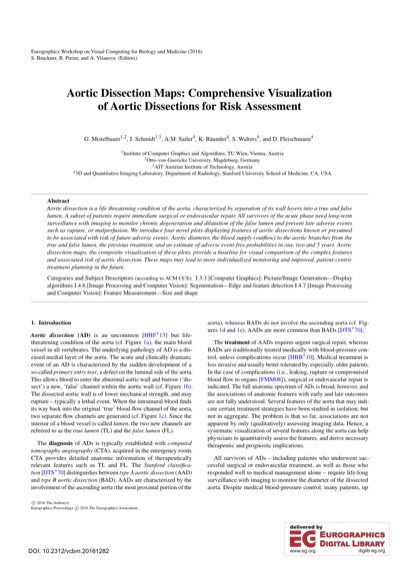 Eurographics Workshop on Visual Computing for Biology and Medicine (2016)
S. Bruckner, B. Preim, and A. Vilanova (Editors)
Aortic Dissection Maps: Comprehensive Visualization
of Aortic Dissections for Risk Assessment
G. Mistelbauer1,2, J. Schmidt1,3, A.M. Sailer4, K. Bäumler4, S. Walters4, and D. Fleischmann4
1Institute of Computer Graphics and Algorithms, TU Wien, Vienna, Austria
2Otto-von-Guericke University, Magdeburg, Germany
3AIT Austrian Institute of Technology, Austria
43D and Quantitative Imaging Laboratory, Department of Radiology, Stanford University School of Medicine, CA, USA
Abstract
Aortic dissection is a life threatening condition of the aorta, characterized by separation of its wall layers into a true and false
lumen. A subset of patients require immediate surgical or endovascular repair. All survivors of the acute phase need long-term
surveillance with imaging to monitor chronic degeneration and dilatation of the false lumen and prevent late adverse events
such as rupture, or malperfusion. We introduce four novel plots displaying features of aortic dissections known or presumed
to be associated with risk of future adverse events: Aortic diameter, the blood supply (outflow) to the aortic branches from the
true and false lumen, the previous treatment, and an estimate of adverse event-free probabilities in one, two and 5 years. Aortic
dissection maps, the composite visualization of these plots, provide a baseline for visual comparison of the complex features
and associated risk of aortic dissection. These maps may lead to more individualized monitoring and improved, patient-centric
treatment planning in the future.
Categories and Subject Descriptors (according to ACM CCS): I.3.3 [Computer Graphics]: Picture/Image Generation—Display
algorithms I.4.6 [Image Processing and Computer Vision]: Segmentation—Edge and feature detection I.4.7 [Image Processing
and Computer Vision]: Feature Measurement—Size and shape
1. Introduction
Aortic dissection (AD) is an uncommon [HBF*13] but life-
threatening condition of the aorta (cf. Figure 1a), the main blood
vessel in all vertebrates. The underlying pathology of AD is a dis-
eased medial layer of the aorta. The acute and clinically dramatic
event of an AD is characterized by the sudden development of a
so-called primary entry tear, a defect on the luminal side of the aorta.
This allows blood to enter the abnormal aortic wall and burrow ('dis-
sect') a new, 'false' channel within the aortic wall (cf. Figure 1b).
The dissected aortic wall is of lower mechanical strength, and may
rupture – typically a lethal event. When the intramural blood finds
its way back into the original 'true' blood flow channel of the aorta,
two separate flow channels are generated (cf. Figure 1c). Since the
interior of a blood vessel is called lumen, the two new channels are
referred to as the true lumen (TL) and the false lumen (FL).
The diagnosis of ADs is typically established with computed
tomography angiography (CTA), acquired in the emergency room.
CTA provides detailed anatomic information of therapeutically
relevant features such as TL and FL. The Stanford classifica-
tion [DTS*70] distinguishes between type A aortic dissection (AAD)
and type B aortic dissection (BAD). AADs are characterized by the
involvement of the ascending aorta (the most proximal portion of the
© 2016 The Author(s)
Eurographics Proceedings © 2016 The Eurographics Association.
aorta), whereas BADs do not involve the ascending aorta (cf. Fig-
ures 1d and 1e). AADs are more common than BADs [DTS*70].
The treatment of AADs requires urgent surgical repair, whereas
BADs are traditionally treated medically with blood-pressure con-
trol, unless complications occur [HBB*10]. Medical treatment is
less invasive and usually better tolerated by, especially, older patients.
In the case of complications (i.e., leaking, rupture or compromised
blood flow to organs [FMM08]), surgical or endovascular repair is
indicated. The full anatomic spectrum of ADs is broad, however, and
the associations of anatomic features with early and late outcomes
are not fully understood. Several features of the aorta that may indi-
cate certain treatment strategies have been studied in isolation, but
not in aggregate. The problem is that so far, associations are not
apparent by only (qualitatively) assessing imaging data. Hence, a
systematic visualization of several features along the aorta can help
physicians to quantitatively assess the features, and derive necessary
therapeutic and prognostic implications.
All survivors of ADs – including patients who underwent suc-
cessful surgical or endovascular treatment, as well as those who
responded well to medical management alone – require life-long
surveillance with imaging to monitor the diameter of the dissected
aorta. Despite medical blood-pressure control, many patients, up
DOI: 10.2312/vcbm.20161282
delivered by
EG EUROGRAPHICS
DIGITAL LIBRARY
www.eg.org diglib.eg.org